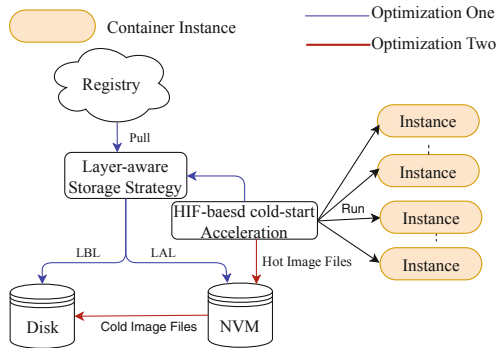 Container Instance
Optimization One
Optimization Two
Registry
Pull
Layer-aware
Storage Strategy
HIF-baesd cold-start
Acceleration
Instance
Instance
Run
Instance
Instance
LBL
LAL
Hot Image Files
Disk
Cold Image Files
NVM